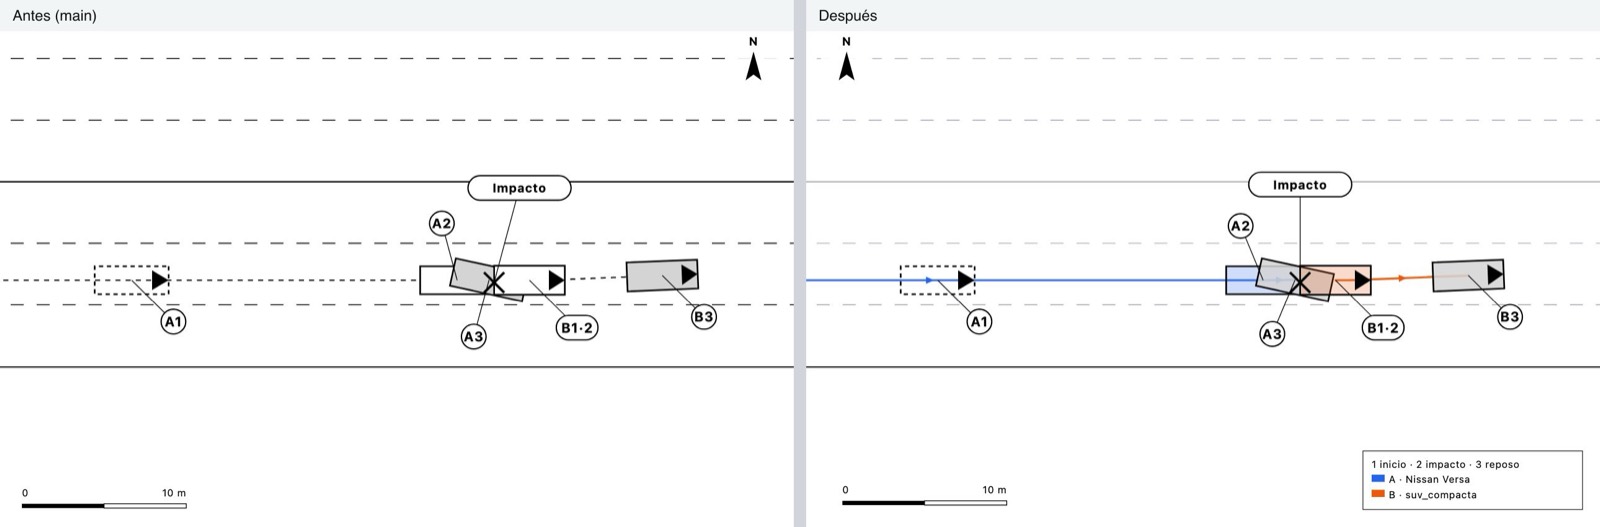 Antes (main)
N
Impacto
A2
A1
A3
B1·2
B3
0 10 m
Después
N
Impacto
A2
A1
A3
B1·2
B3
0 10 m
1 inicio · 2 impacto · 3 reposo
A · Nissan Versa
B · suv_compacta